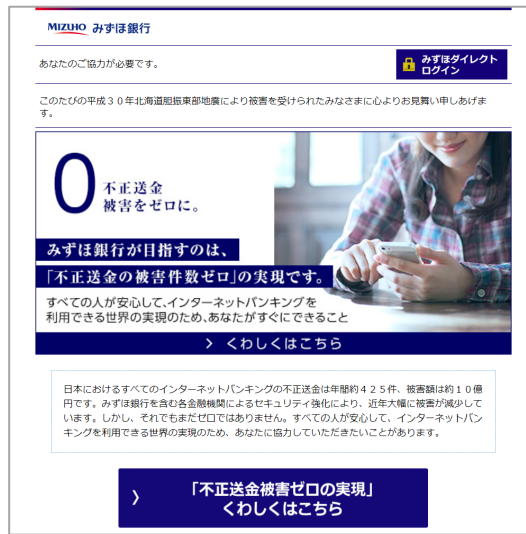 MIZUHO みずほ銀行
あなたのご協力が必要です。
みずほダイレクト
ログイン
このたびの平成３０年北海道胆振東部地震により被害を受けられたみなさまに心よりお見舞い申しあげま
す。
0 不正送金
被害をゼロに。
みずほ銀行が目指すのは、
「不正送金の被害件数ゼロ」の実現です。
すべての人が安心して、インターネットバンキングを
利用できる世界の実現のため、あなたがすぐにできること
> くわしくはこちら
日本におけるすべてのインターネットバンキングの不正送金は年間約４２５件、被害額は約１０億
円です。みずほ銀行を含む各金融機関によるセキュリティ強化により、近年大幅に被害が減少して
います。しかし、それでもまだゼロではありません。すべての人が安心して、インターネットバン
キングを利用できる世界の実現のため、あなたに協力していただきたいことがあります。
> 「不正送金被害ゼロの実現」
くわしくはこちら